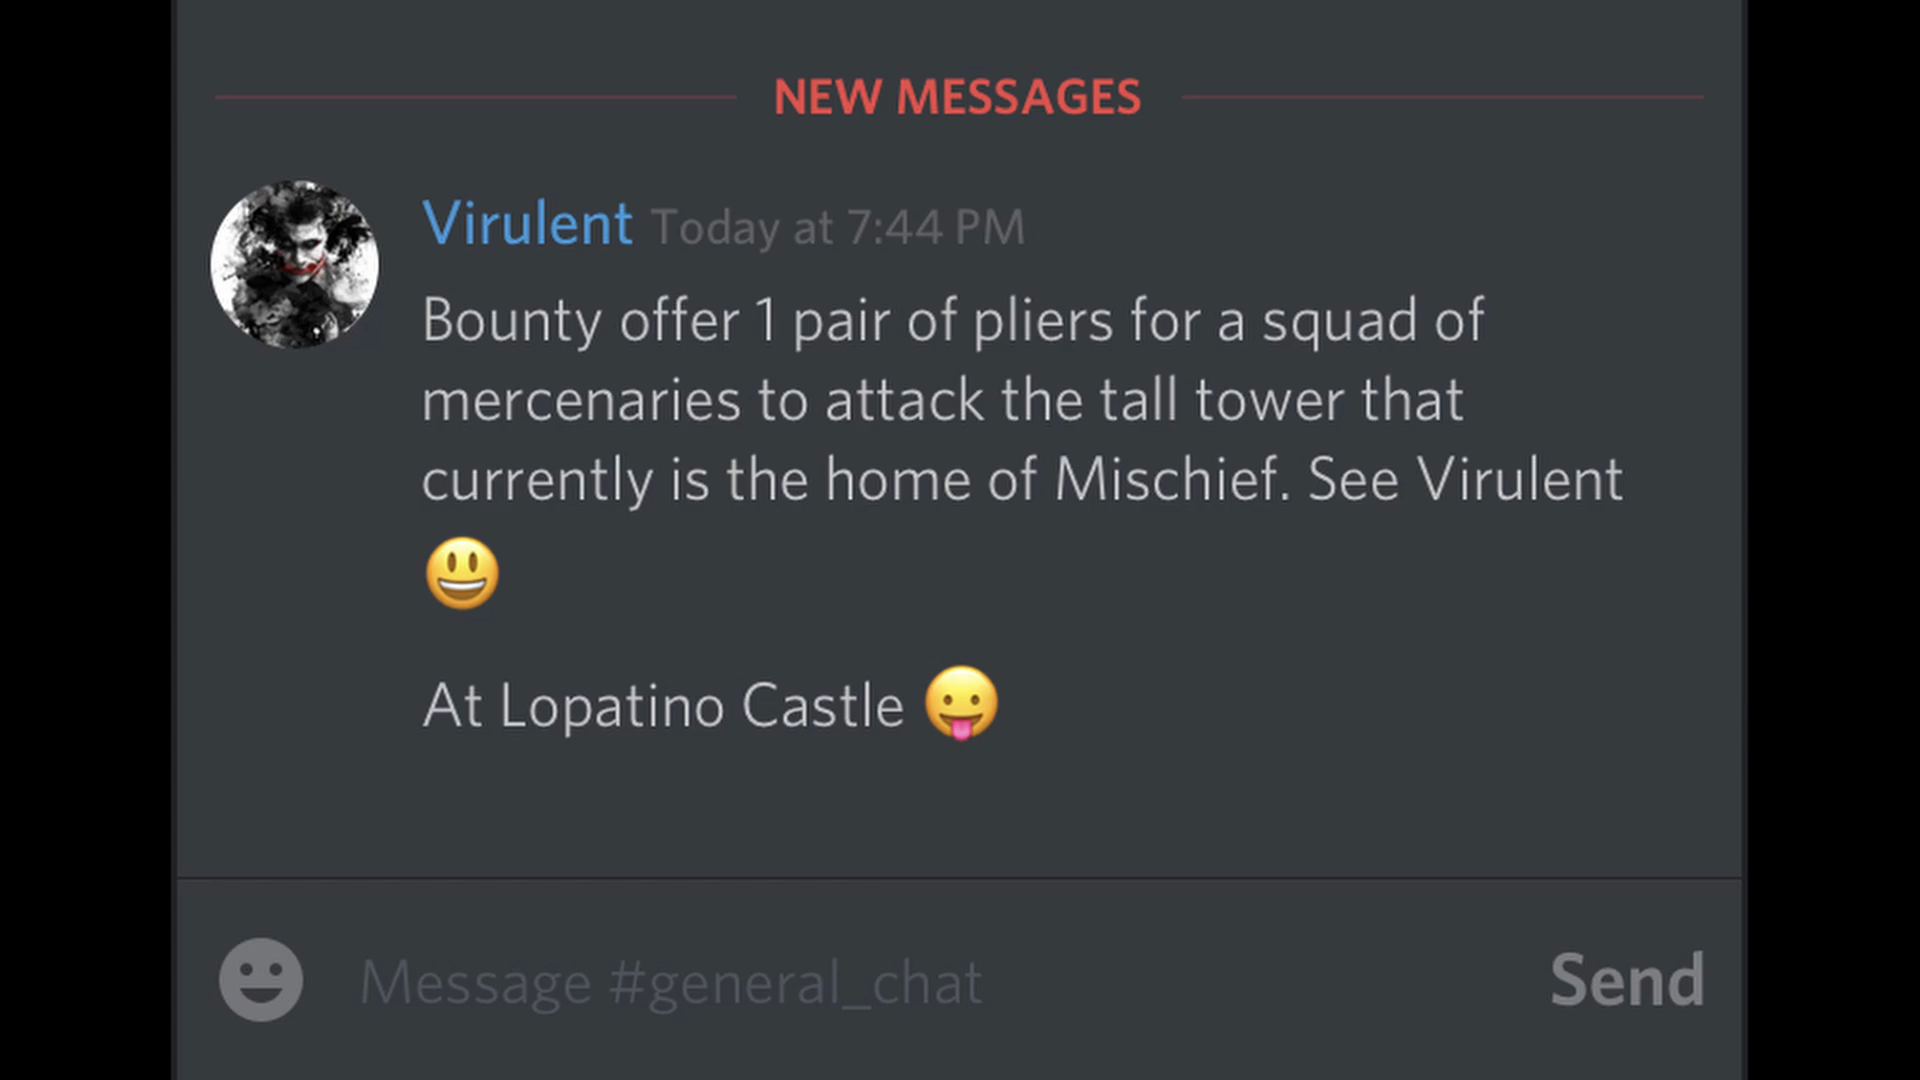 NEW MESSAGES
Virulent Today at 7:44 PM
Bounty offer 1 pair of pliers for a squad of
mercenaries to attack the tall tower that
currently is the home of Mischief. See Virulent
😃
At Lopatino Castle 😛
Message #general_chat
Send